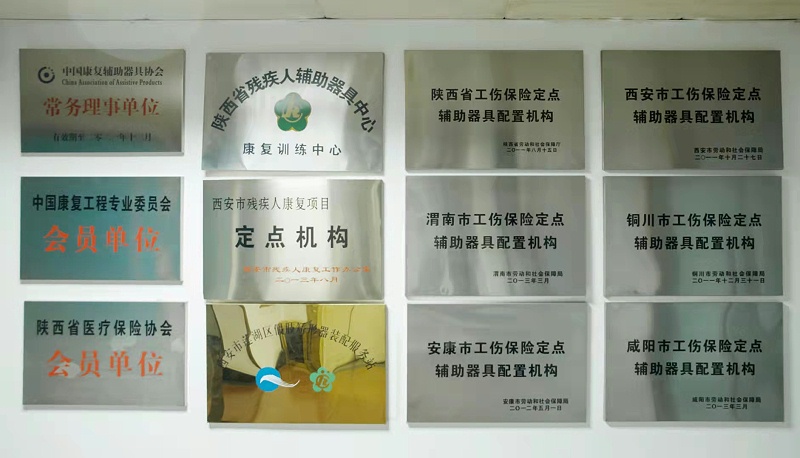 中国康复辅助器具协会
China Association of Assistive Products
常务理事单位
陕西省残疾人辅助器具中心
康复训练中心
陕西省工伤保险定点
辅助器具配置机构
陕西省劳动和社会保障厅
二〇一一年八月十五日
西安市工伤保险定点
辅助器具配置机构
西安市劳动和社会保障局
二〇一一年十月二十七日
中国康复工程专业委员会
会员单位
西安市残疾人康复项目
定点机构
二〇一三年八月
渭南市工伤保险定点
辅助器具配置机构
渭南市劳动和社会保障局
二〇一三年三月
铜川市工伤保险定点
辅助器具配置机构
铜川市劳动和社会保障局
二〇一一年十二月三十一日
陕西省医疗保险协会
会员单位
器装配服务站
安康市工伤保险定点
辅助器具配置机构
安康市劳动和社会保障局
二〇一二年五月一日
咸阳市工伤保险定点
辅助器具配置机构
咸阳市劳动和社会保障局
二〇一三年三月